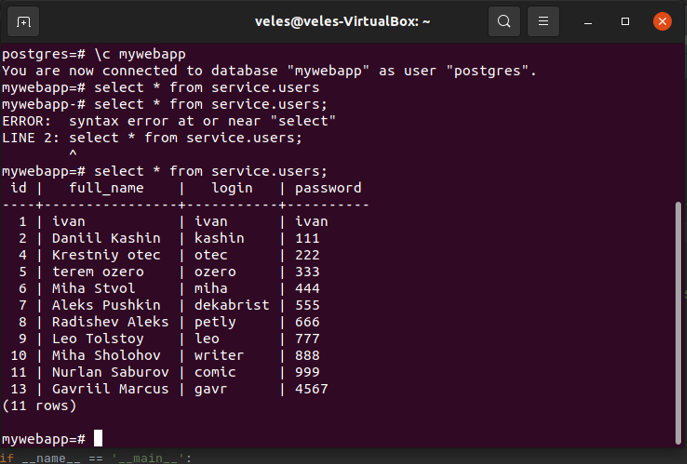 veles@veles-VirtualBox: ~
postgres=# \c mywebapp
You are now connected to database "mywebapp" as user "postgres".
mywebapp=# select * from service.users
mywebapp-# select * from service.users;
ERROR:  syntax error at or near "select"
LINE 2: select * from service.users;
        ^
mywebapp=# select * from service.users;
 id |   full_name    |   login   | password
----+----------------+-----------+----------
  1 | ivan           | ivan      | ivan
  2 | Daniil Kashin  | kashin    | 111
  4 | Krestniy otec  | otec      | 222
  5 | terem ozero    | ozero     | 333
  6 | Miha Stvol     | miha      | 444
  7 | Aleks Pushkin  | dekabrist | 555
  8 | Radishev Aleks | petly     | 666
  9 | Leo Tolstoy    | leo       | 777
 10 | Miha Sholohov  | writer    | 888
 11 | Nurlan Saburov | comic     | 999
 13 | Gavriil Marcus | gavr      | 4567
(11 rows)
mywebapp=#
if __name__ == '__main__':